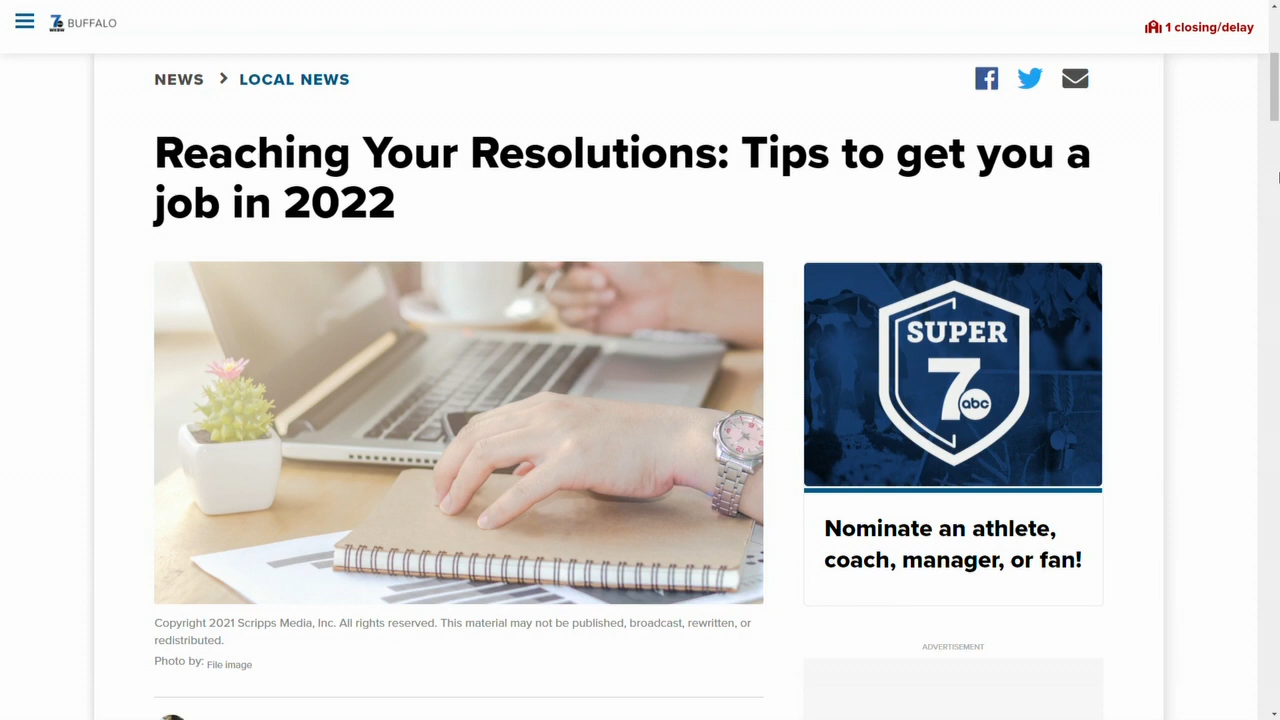 7 WKBW BUFFALO
1 closing/delay
NEWS > LOCAL NEWS
Reaching Your Resolutions: Tips to get you a
job in 2022
SUPER
7
abc
Nominate an athlete,
coach, manager, or fan!
Copyright 2021 Scripps Media, Inc. All rights reserved. This material may not be published, broadcast, rewritten, or
redistributed.
Photo by: File image
ADVERTISEMENT